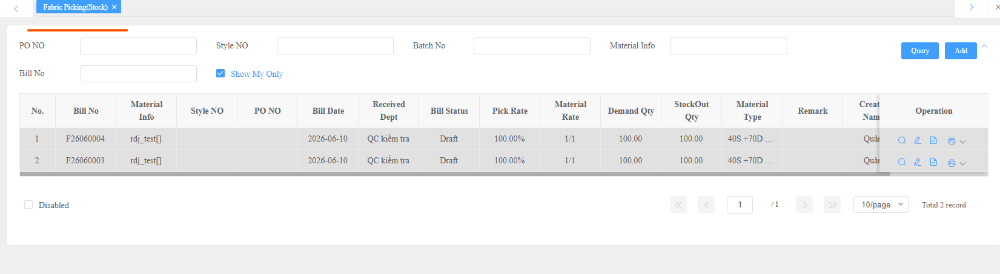 Fabric Picking(Stock)
PO NO
Style NO
Batch No
Material Info
Query
Add
Bill No
Show My Only
No.
Bill No
Material
Info
Style NO
PO NO
Bill Date
Received
Dept
Bill Status
Pick Rate
Material
Rate
Demand Qty
StockOut
Qty
Material
Type
Remark
Creat
Nam
Operation
1 F26060004 rdj_test[] 2026-06-10 QC kiểm tra Draft 100.00% 1/1 100.00 100.00 40S +70D ... Quân
2 F26060003 rdj_test[] 2026-06-10 QC kiểm tra Draft 100.00% 1/1 100.00 100.00 40S +70D ... Quân
Disabled
1 / 1 10/page Total 2 record